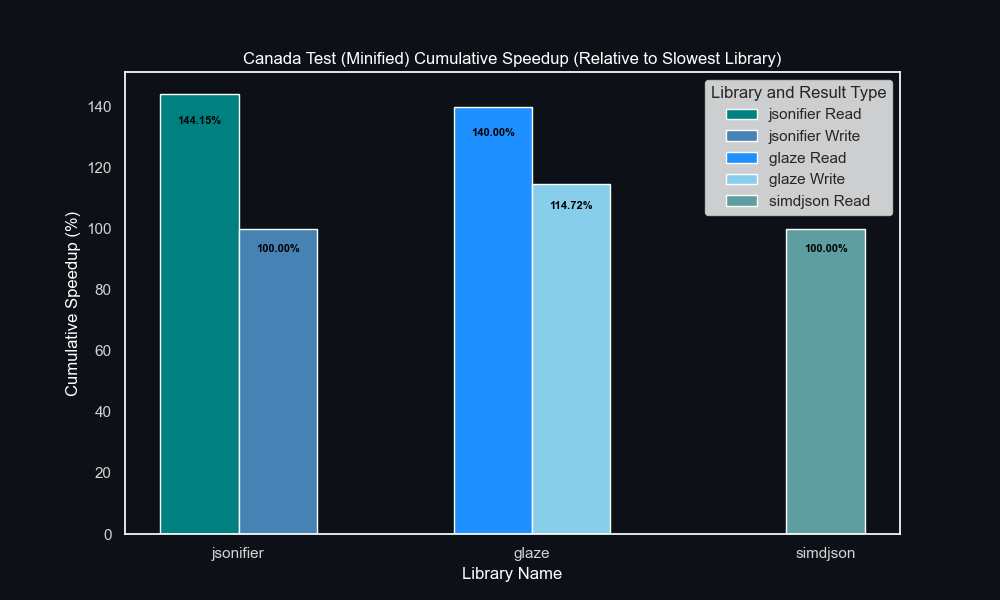 Canada Test (Minified) Cumulative Speedup (Relative to Slowest Library)
Library and Result Type
jsonifier Read
jsonifier Write
glaze Read
glaze Write
simdjson Read
Cumulative Speedup (%)
140
120
100
80
60
40
20
0
144.15%
100.00%
140.00%
114.72%
100.00%
jsonifier
glaze
simdjson
Library Name